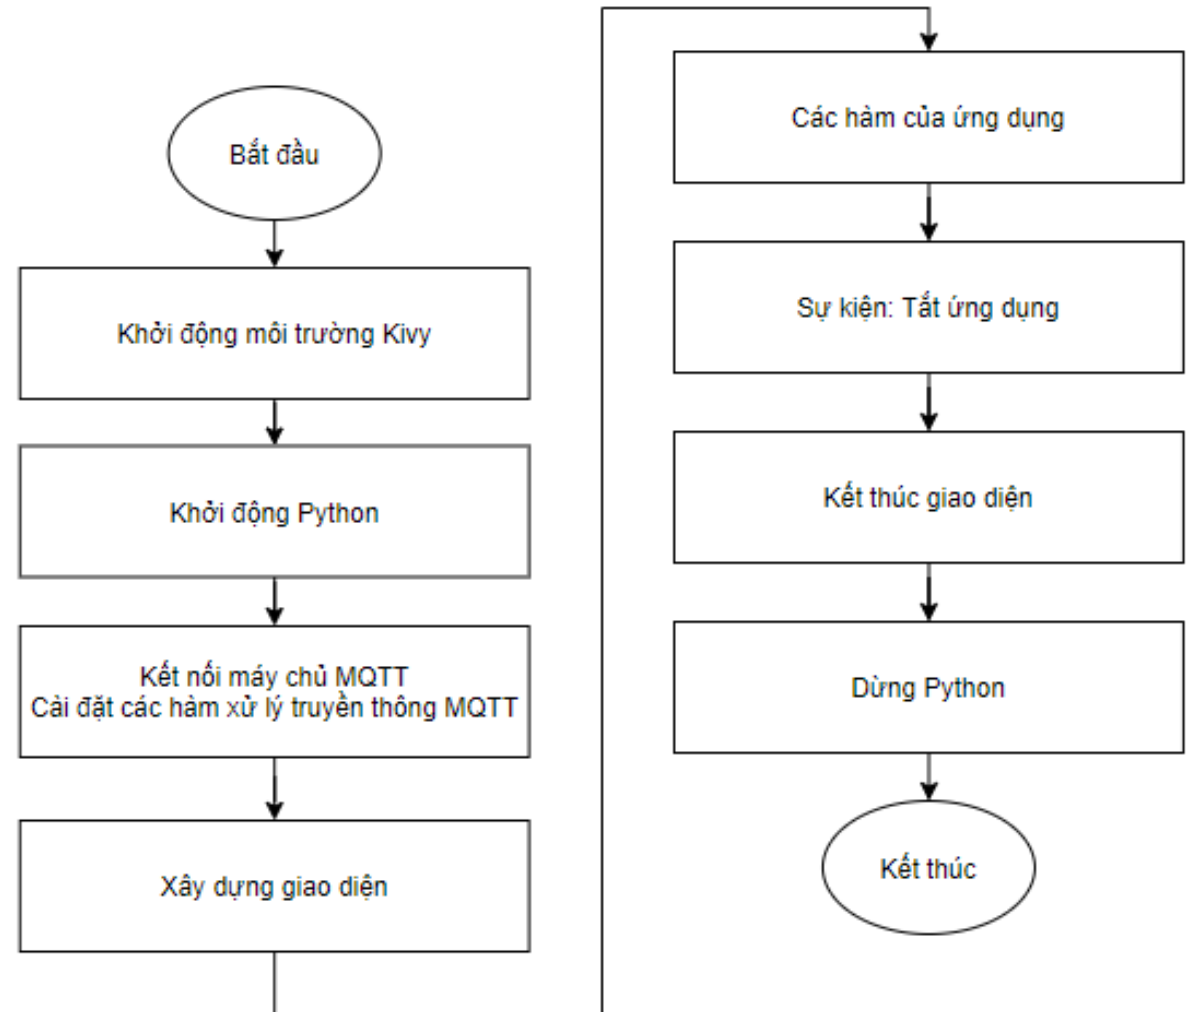 Bắt đầu
Khởi động môi trường Kivy
Khởi động Python
Kết nối máy chủ MQTT
Cài đặt các hàm xử lý truyền thông MQTT
Xây dựng giao diện
Các hàm của ứng dụng
Sự kiện: Tắt ứng dụng
Kết thúc giao diện
Dừng Python
Kết thúc